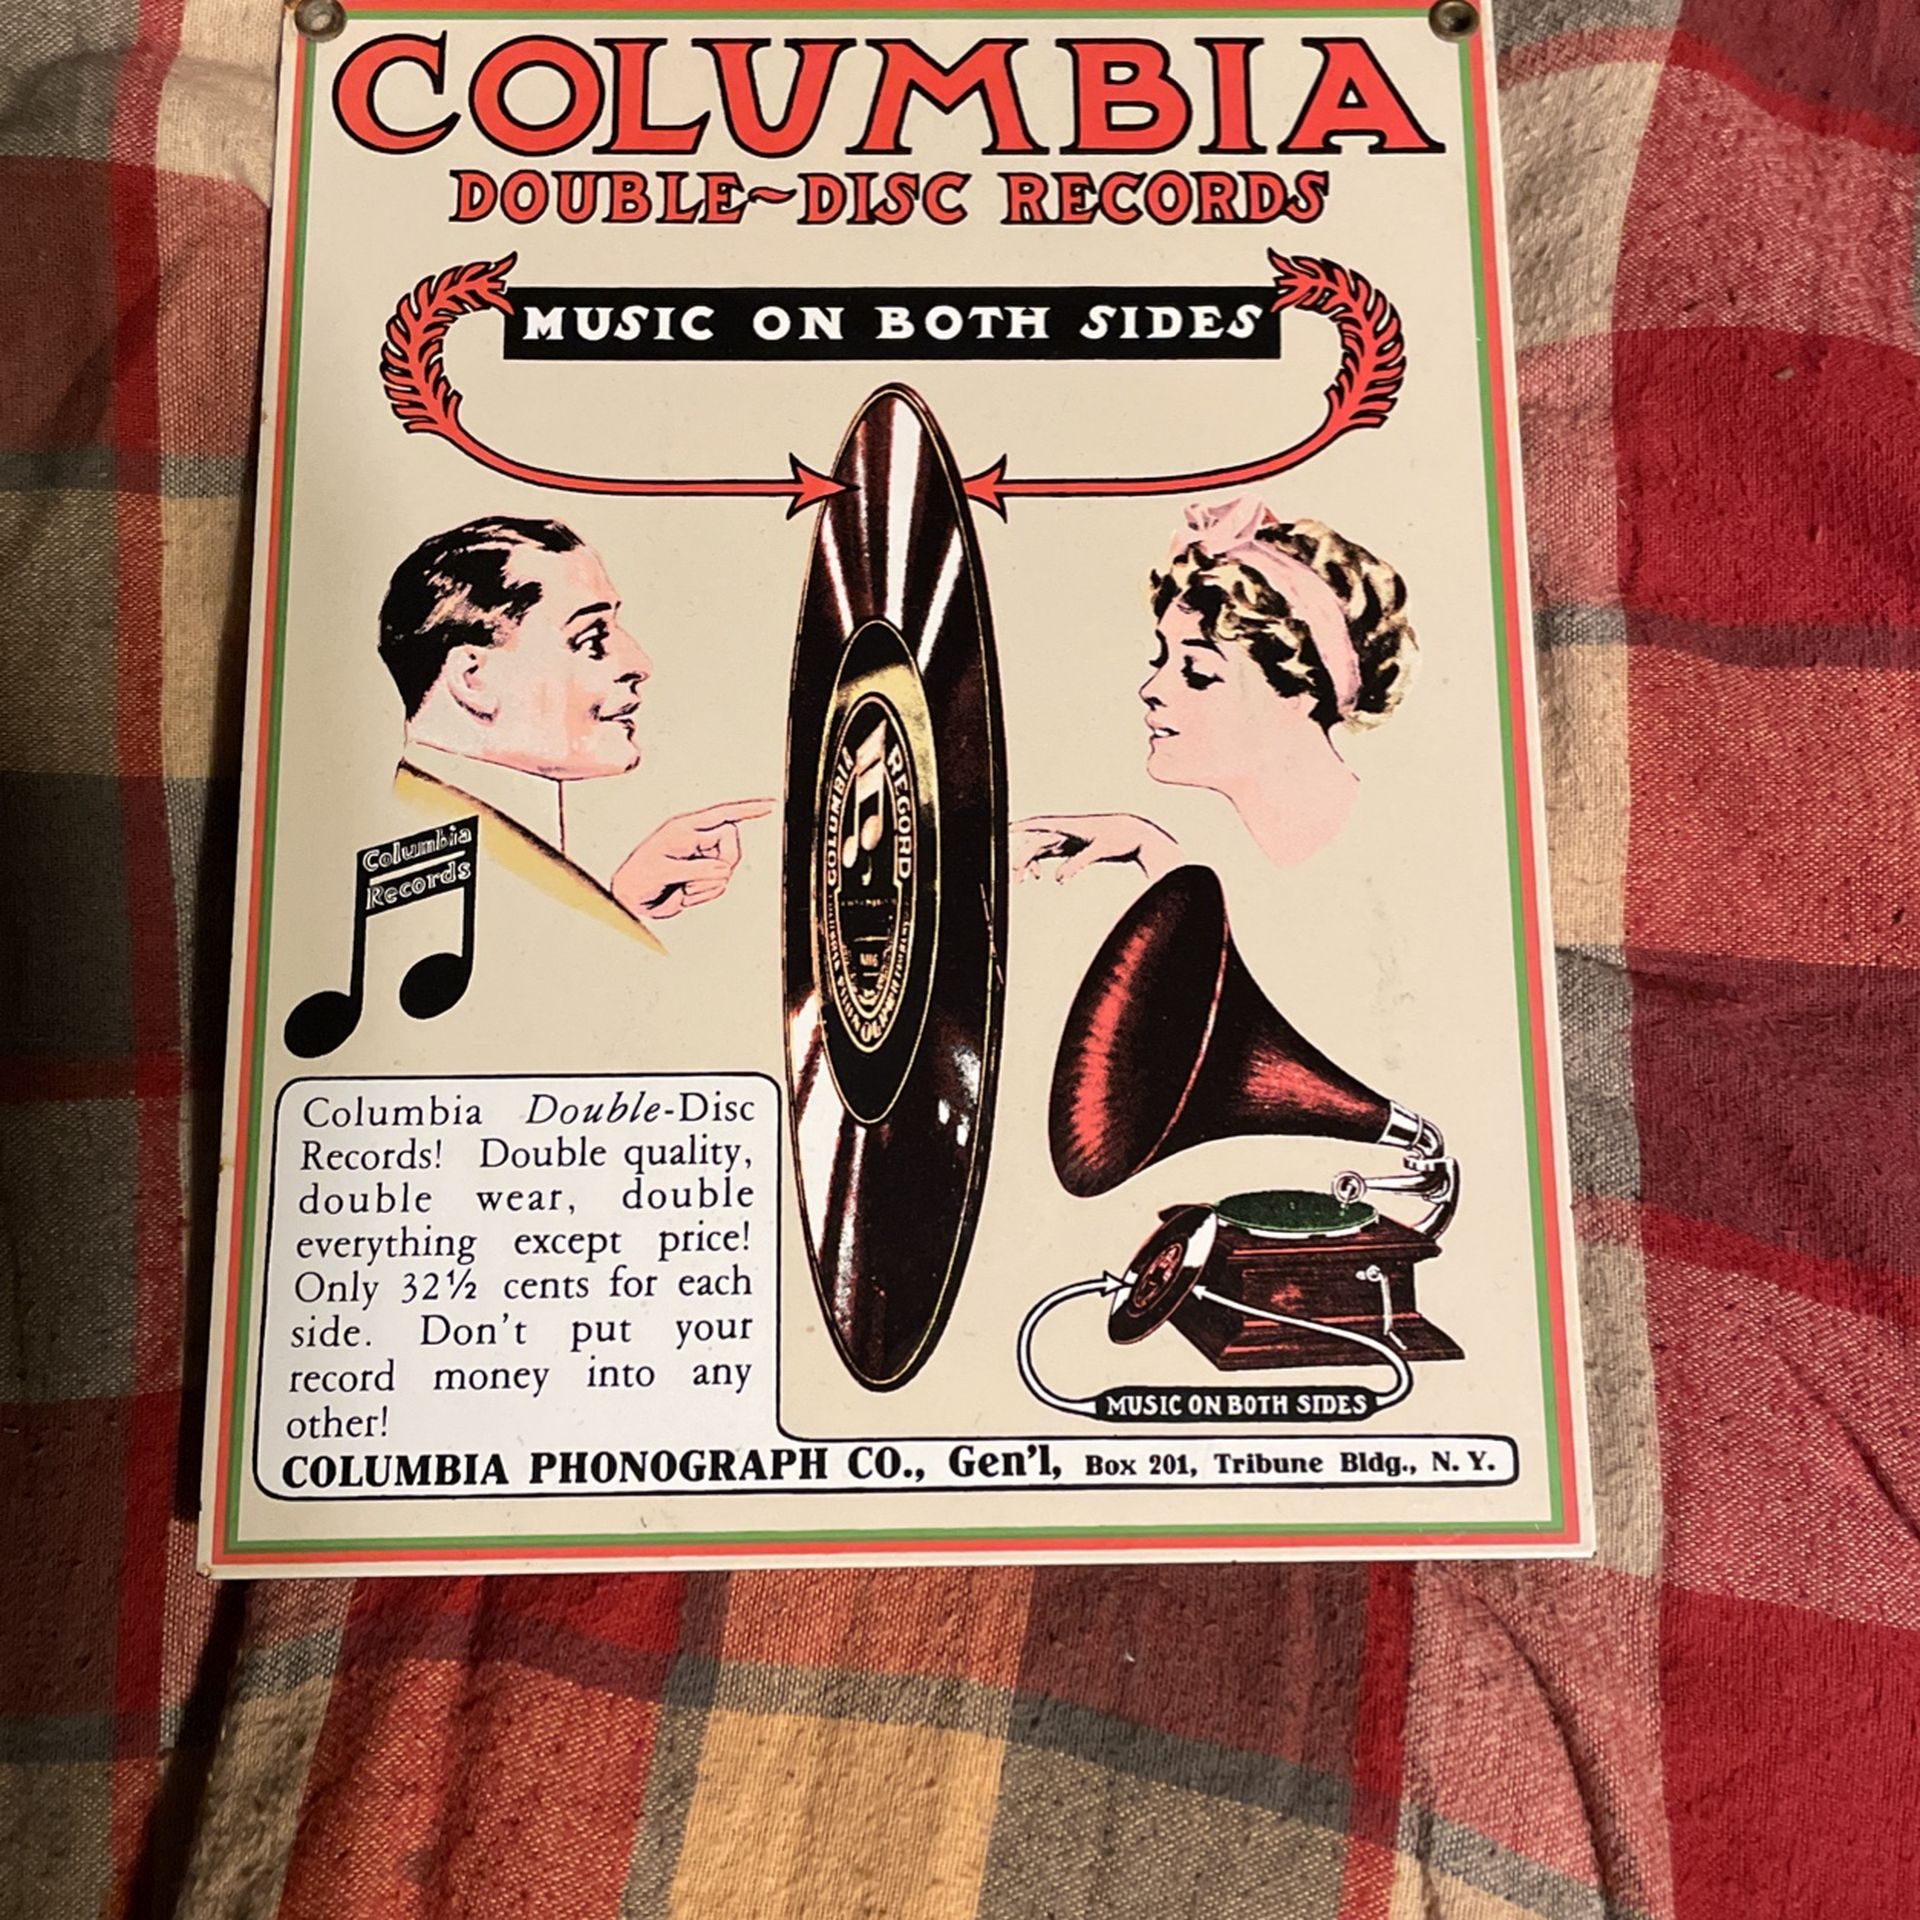 COLUMBIA
DOUBLE~DISC RECORDS
MUSIC ON BOTH SIDES
COLUMBIA RECORD
Columbia
Records
Columbia Double-Disc
Records! Double quality,
double wear, double
everything except price!
Only 32½ cents for each
side. Don't put your
record money into any
other!
MUSIC ON BOTH SIDES
COLUMBIA PHONOGRAPH CO., Gen'l, Box 201, Tribune Bldg., N. Y.